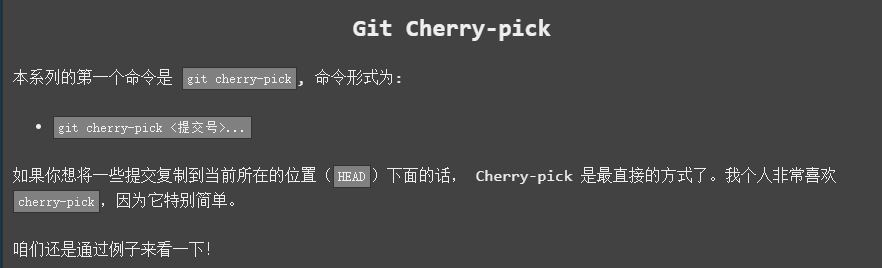 Git Cherry-pick
本系列的第一个命令是 git cherry-pick, 命令形式为:
git cherry-pick <提交号>...
如果你想将一些提交复制到当前所在的位置（HEAD）下面的话， Cherry-pick 是最直接的方式了。我个人非常喜欢
cherry-pick，因为它特别简单。
咱们还是通过例子来看一下！